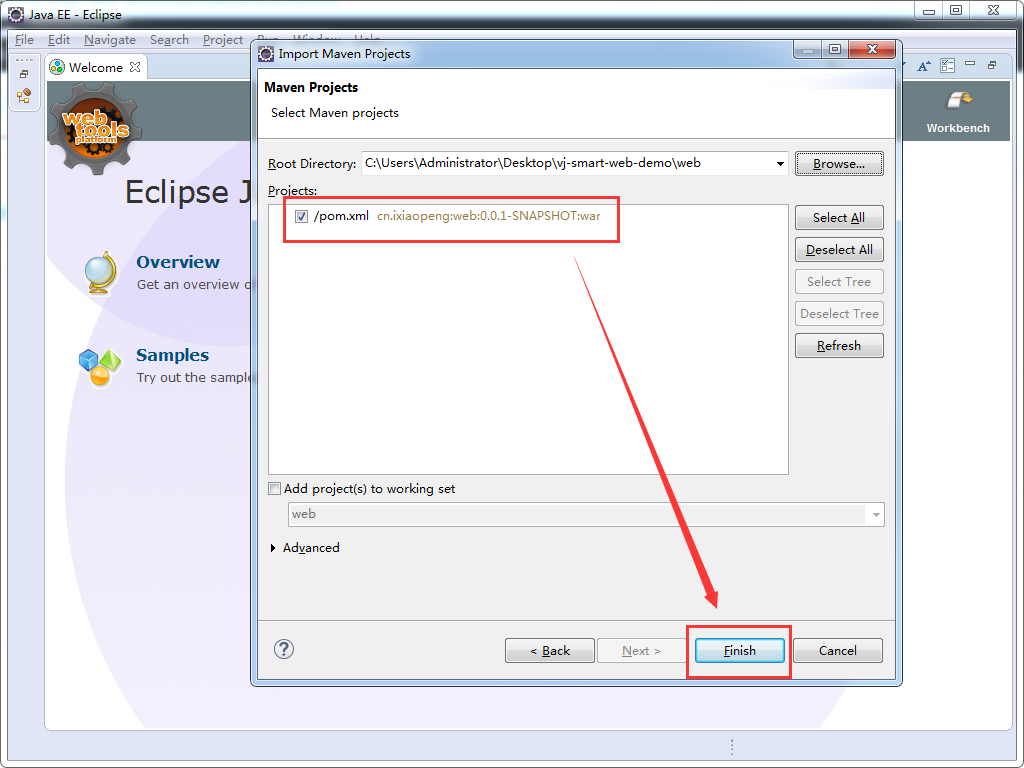 Java EE - Eclipse
File Edit Navigate Search Project Run Window Help
Import Maven Projects
Welcome
Maven Projects
Select Maven projects
web
tools
platform
Workbench
Root Directory: C:\Users\Administrator\Desktop\vj-smart-web-demo\web Browse...
Eclipse J
Projects:
/pom.xml cn.ixiaopeng:web:0.0.1-SNAPSHOT:war
Select All
Deselect All
Select Tree
Deselect Tree
Refresh
Overview
Get an overview o
Samples
Try out the sample
Add project(s) to working set
web
Advanced
?
< Back Next > Finish Cancel